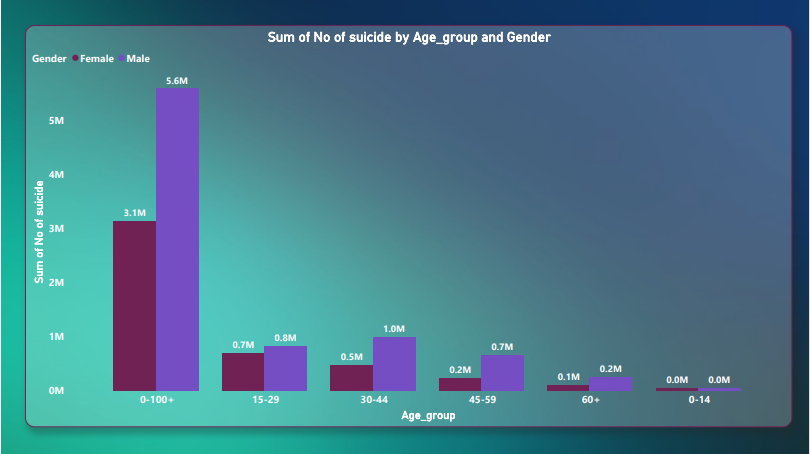 Sum of No of suicide by Age_group and Gender
Gender Female Male
5.6M
5M
4M
3.1M
3M
2M
1M
0M
Sum of No of suicide
0.7M 0.8M
0.5M 1.0M
0.2M 0.7M
0.1M 0.2M
0.0M 0.0M
0-100+ 15-29 30-44 45-59 60+ 0-14
Age_group